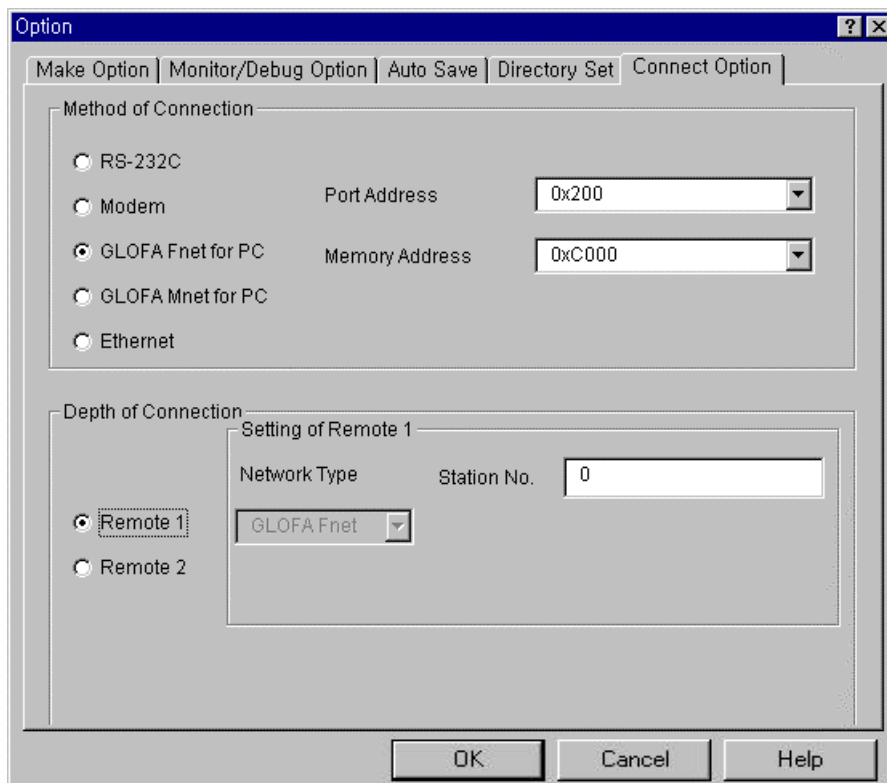 Option
Make Option Monitor/Debug Option Auto Save Directory Set Connect Option
Method of Connection
RS-232C
Modem
GLOFA Fnet for PC
GLOFA Mnet for PC
Ethernet
Port Address 0x200
Memory Address 0xC000
Depth of Connection
Remote 1
Remote 2
Setting of Remote 1
Network Type
GLOFA Fnet
Station No. 0
OK Cancel Help